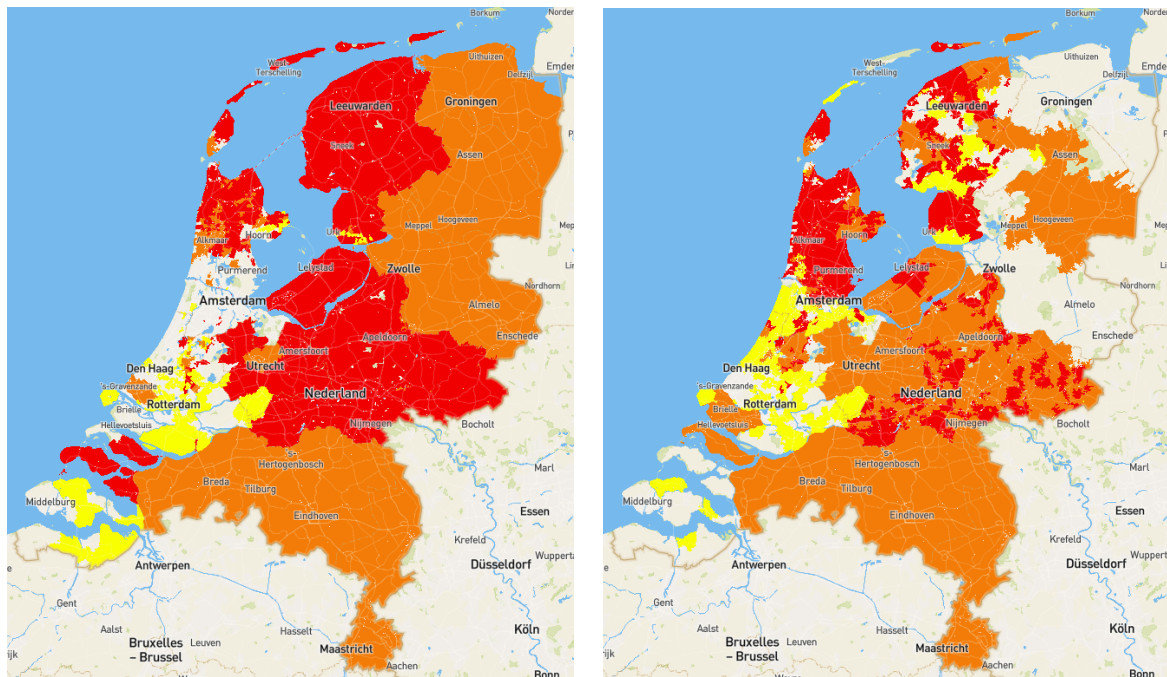 Borkum
Norden
Uithuizen
Emden
Delfzijl
West-
Terschelling
Leeuwarden
Groningen
Sneek
Assen
Hoogeveen
Meppel
Hoorn
Urk
Alkmaar
Purmerend
Lelystad
Zwolle
Nordhorn
Amsterdam
Almelo
Enschede
Apeldoorn
Amersfoort
Den Haag
Utrecht
's-Gravenzande
Nederland
Rotterdam
Brielle
Hellevoetsluis
Nijmegen
Bocholt
's-
Hertogenbosch
Marl
Middelburg
Breda
Tilburg
Essen
Eindhoven
Krefeld
Wuppertal
Antwerpen
Düsseldorf
Gent
Aalst
Leuven
Hasselt
Köln
Bruxelles
– Brussel
Maastricht
Aachen
Bonn
Borkum
Norden
Uithuizen
Emden
Delfzijl
West-
Terschelling
Leeuwarden
Groningen
Sneek
Assen
Hoogeveen
Meppel
Hoorn
Urk
Alkmaar
Purmerend
Lelystad
Zwolle
Nordhorn
Amsterdam
Almelo
Enschede
Apeldoorn
Amersfoort
Den Haag
Utrecht
's-Gravenzande
Nederland
Rotterdam
Brielle
Hellevoetsluis
Nijmegen
Bocholt
's-
Hertogenbosch
Marl
Middelburg
Breda
Tilburg
Essen
Eindhoven
Krefeld
Antwerpen
Düsseldorf
Gent
Aalst
Leuven
Hasselt
Köln
Bruxelles
– Brussel
Maastricht
Aachen
Bonn